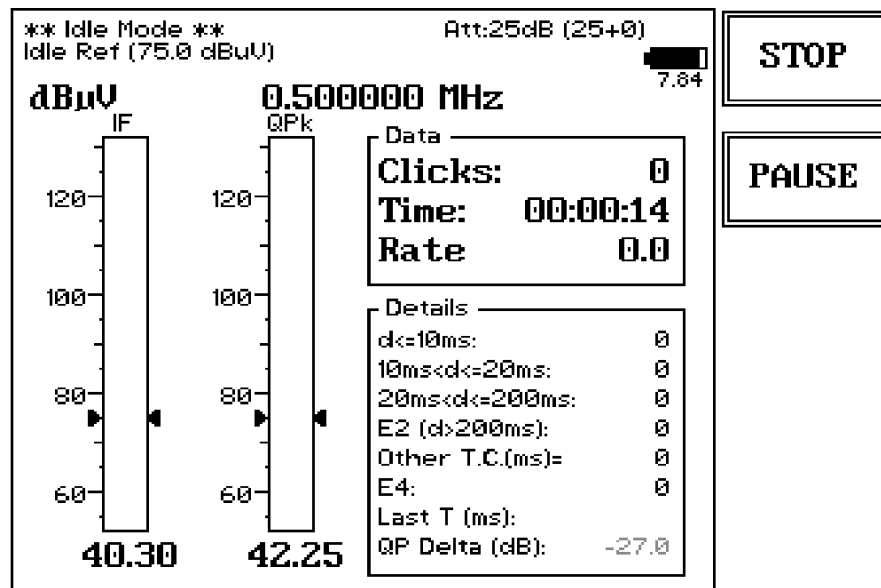 ** Idle Mode **
Att:25dB (25+0)
Idle Ref (75.0 dBuV)
7.84
dBµV
0.500000 MHz
IF
QPk
120
100
80
60
40.30
120
100
80
60
42.25
Data
Clicks: 0
Time: 00:00:14
Rate 0.0
Details
d<=10ms: 0
10ms<d<=20ms: 0
20ms<d<=200ms: 0
E2 (d>200ms): 0
Other T.C.(ms)= 0
E4: 0
Last T (ms):
QP Delta (dB): -27.0
STOP
PAUSE